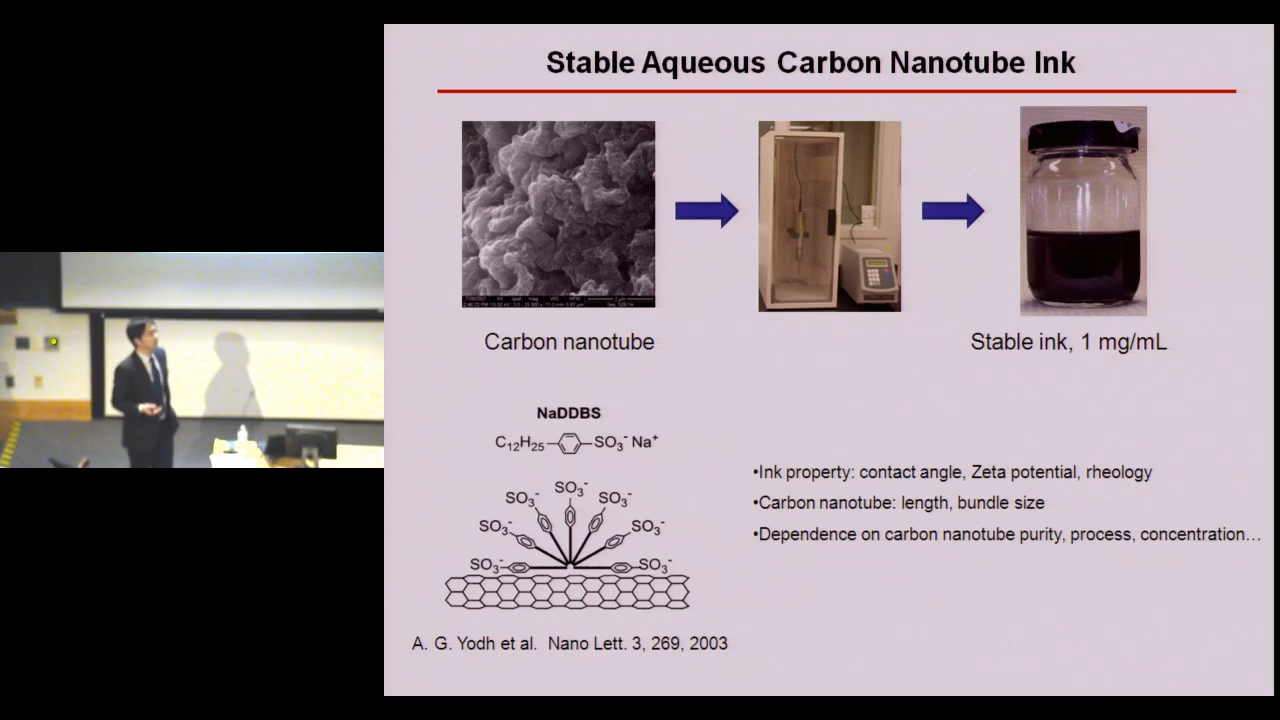 Stable Aqueous Carbon Nanotube Ink
Carbon nanotube
Stable ink, 1 mg/mL
NaDDBS
C₁₂H₂₅ SO₃⁻ Na⁺
SO₃⁻
SO₃⁻ SO₃⁻
SO₃⁻ SO₃⁻
SO₃⁻ SO₃⁻
•Ink property: contact angle, Zeta potential, rheology
•Carbon nanotube: length, bundle size
•Dependence on carbon nanotube purity, process, concentration…
A. G. Yodh et al. Nano Lett. 3, 269, 2003